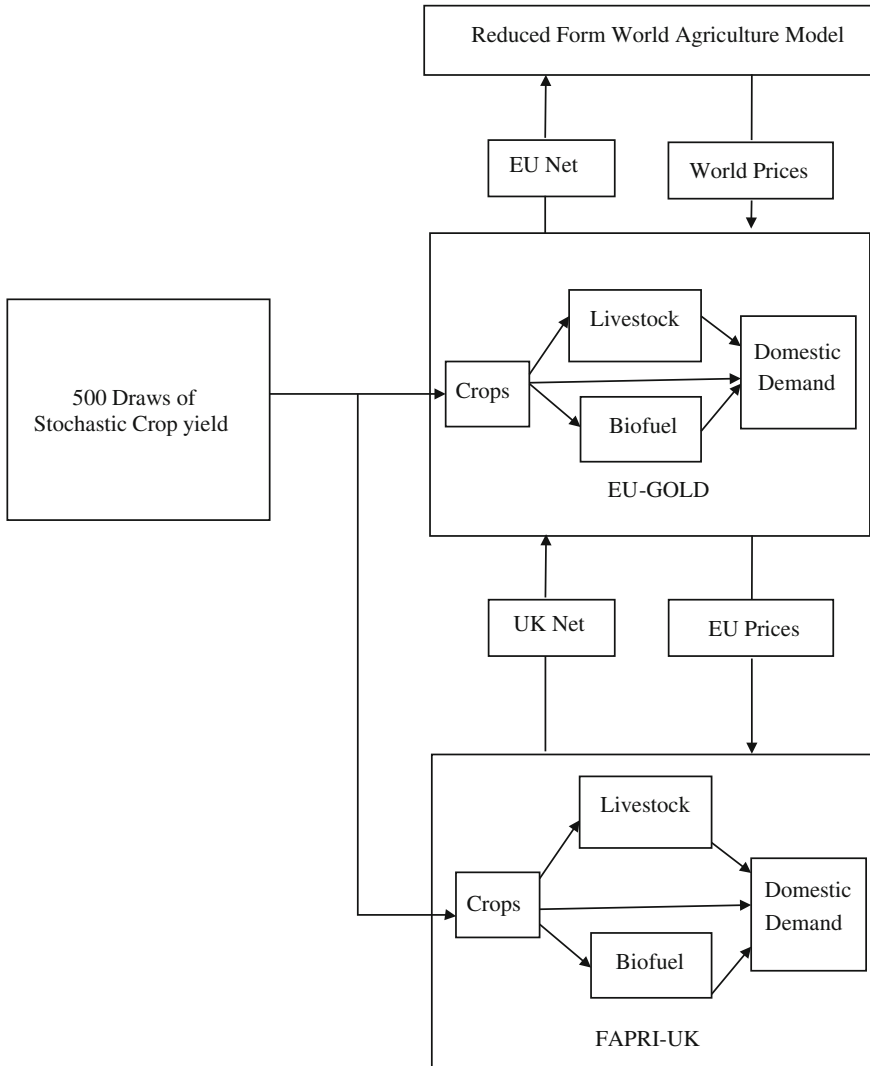 Reduced Form World Agriculture Model
EU Net
World Prices
Livestock
Domestic
Demand
Crops
Biofuel
EU-GOLD
500 Draws of
Stochastic Crop yield
UK Net
EU Prices
Livestock
Domestic
Demand
Crops
Biofuel
FAPRI-UK